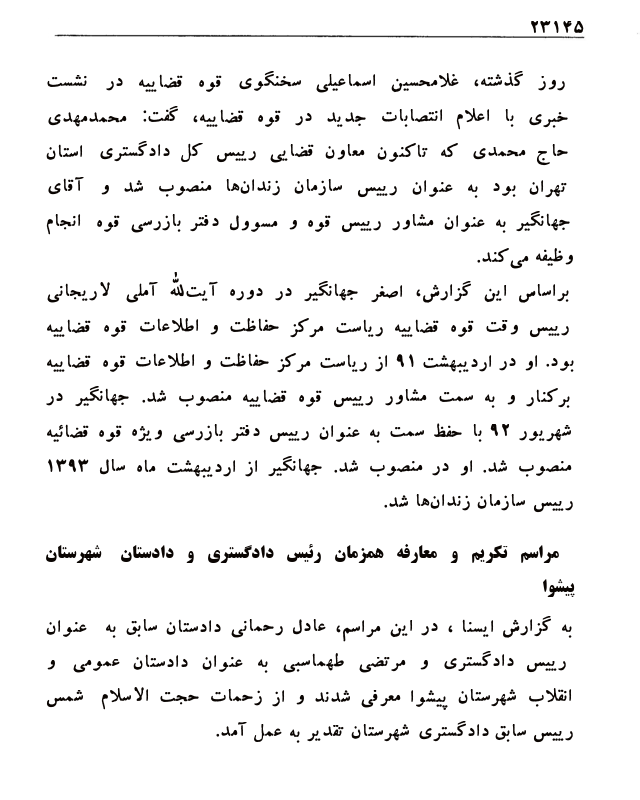 ۲۳۱۴۵
روز گذشته، غلامحسین اسماعیلی سخنگوی قوه قضاییه در نشست
خبری با اعلام انتصابات جدید در قوه قضاییه، گفت: محمدمهدی
حاج محمدی که تاکنون معاون قضایی رییس کل دادگستری استان
تهران بود به عنوان رییس سازمان زندان‌ها منصوب شد و آقای
جهانگیر به عنوان مشاور رییس قوه و مسوول دفتر بازرسی قوه انجام
وظیفه می‌کند.
براساس این گزارش، اصغر جهانگیر در دوره آیت‌الله آملی لاریجانی
رییس وقت قوه قضاییه ریاست مرکز حفاظت و اطلاعات قوه قضاییه
بود. او در اردیبهشت ۹۱ از ریاست مرکز حفاظت و اطلاعات قوه قضاییه
برکنار و به سمت مشاور رییس قوه قضاییه منصوب شد. جهانگیر در
شهریور ۹۲ با حفظ سمت به عنوان رییس دفتر بازرسی ویژه قوه قضائیه
منصوب شد. او در منصوب شد. جهانگیر از اردیبهشت ماه سال ۱۳۹۳
رییس سازمان زندان‌ها شد.
مراسم تکریم و معارفه همزمان رئیس دادگستری و دادستان شهرستان
پیشوا
به گزارش ایسنا ، در این مراسم، عادل رحمانی دادستان سابق به عنوان
رییس دادگستری و مرتضی طهماسبی به عنوان دادستان عمومی و
انقلاب شهرستان پیشوا معرفی شدند و از زحمات حجت الاسلام شمس
رییس سابق دادگستری شهرستان تقدیر به عمل آمد.